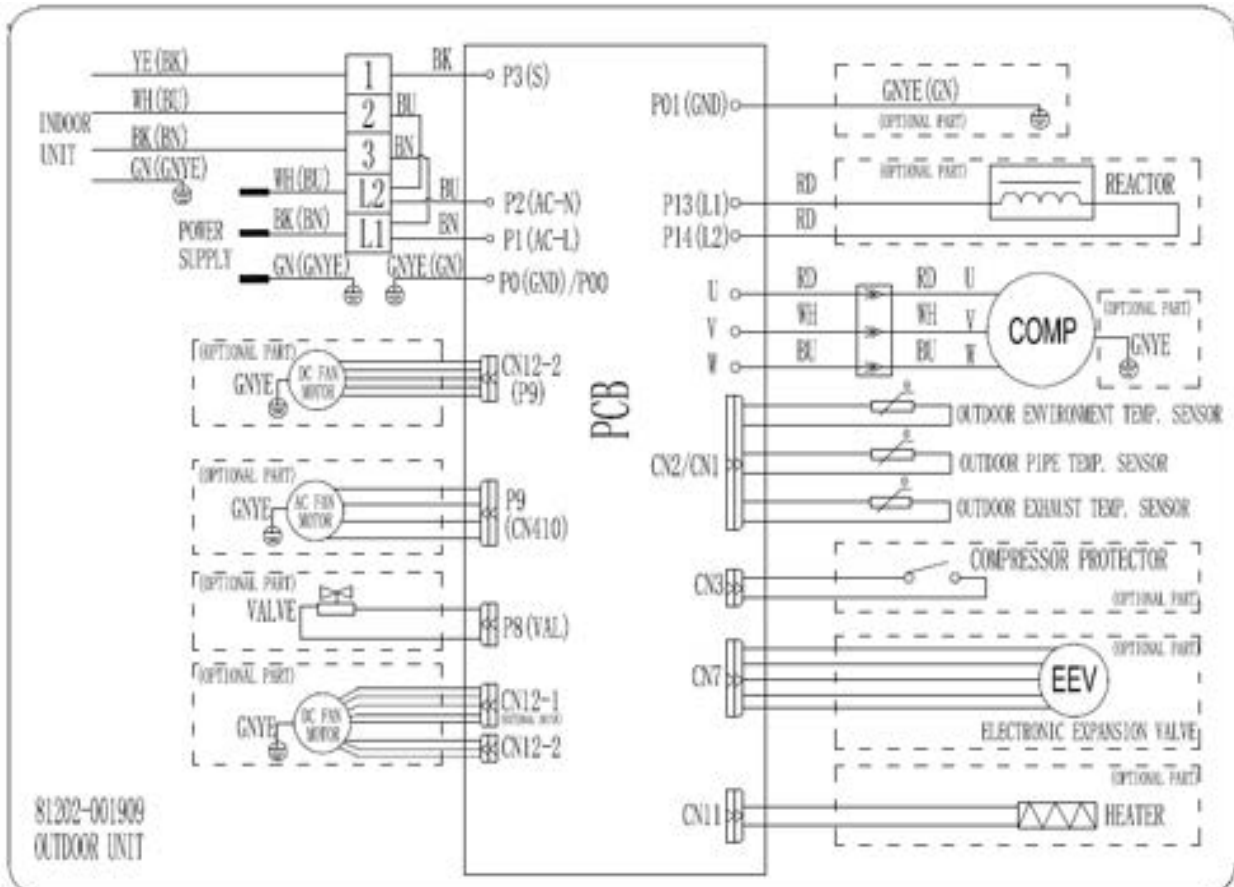 YE(BK)
WH(BU)
INDOOR
UNIT
BK(BN)
GN(GNYE)
1
2
3
L2
L1
BK
BU
BN
BU
BN
P3(S)
P2(AC-N)
P1(AC-L)
P0(GND)/P00
WH(BU)
BK(BN)
POWER
SUPPLY
GN(GNYE)
GNYE(GN)
(OPTIONAL PART)
GNYE
DC FAN
MOTOR
CN12-2
(P9)
(OPTIONAL PART)
GNYE
AC FAN
MOTOR
P9
(CN410)
(OPTIONAL PART)
VALVE
P8(VAL)
(OPTIONAL PART)
GNYE
DC FAN
MOTOR
CN12-1
CN12-2
81202-001909
OUTDOOR UNIT
PCB
P01(GND)
GNYE(GN)
(OPTIONAL PART)
(OPTIONAL PART)
RD
REACTOR
P13(L1)
RD
P14(L2)
U
RD
RD
U
V
WH
WH
V
W
BU
BU
W
COMP
(OPTIONAL PART)
GNYE
CN2/CN1
θ
OUTDOOR ENVIRONMENT TEMP. SENSOR
θ
OUTDOOR PIPE TEMP. SENSOR
θ
OUTDOOR EXHAUST TEMP. SENSOR
CN3
COMPRESSOR PROTECTOR
(OPTIONAL PART)
CN7
(OPTIONAL PART)
EEV
ELECTRONIC EXPANSION VALVE
(OPTIONAL PART)
CN11
HEATER